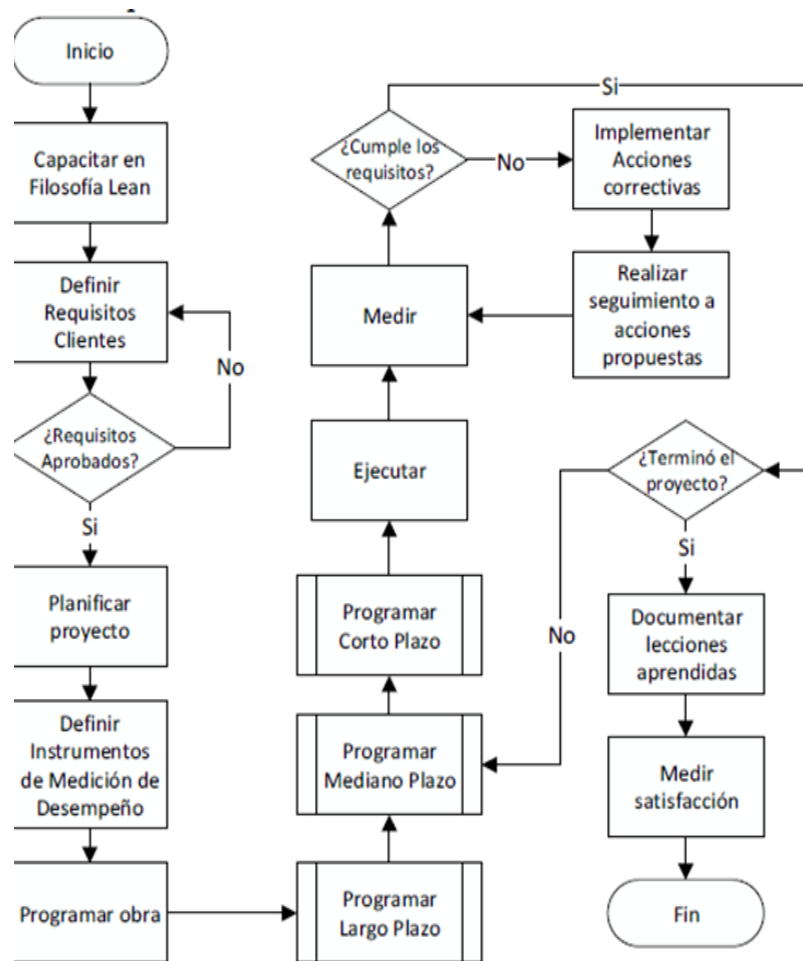 Inicio
Capacitar en
Filosofía Lean
Definir
Requisitos
Clientes
No
¿Requisitos
Aprobados?
Si
Planificar
proyecto
Definir
Instrumentos
de Medición de
Desempeño
Programar obra
Programar
Largo Plazo
Programar
Mediano Plazo
Programar
Corto Plazo
Ejecutar
Medir
¿Cumple los
requisitos?
Si
No
Implementar
Acciones
correctivas
Realizar
seguimiento a
acciones
propuestas
¿Terminó el
proyecto?
No
Si
Documentar
lecciones
aprendidas
Medir
satisfacción
Fin